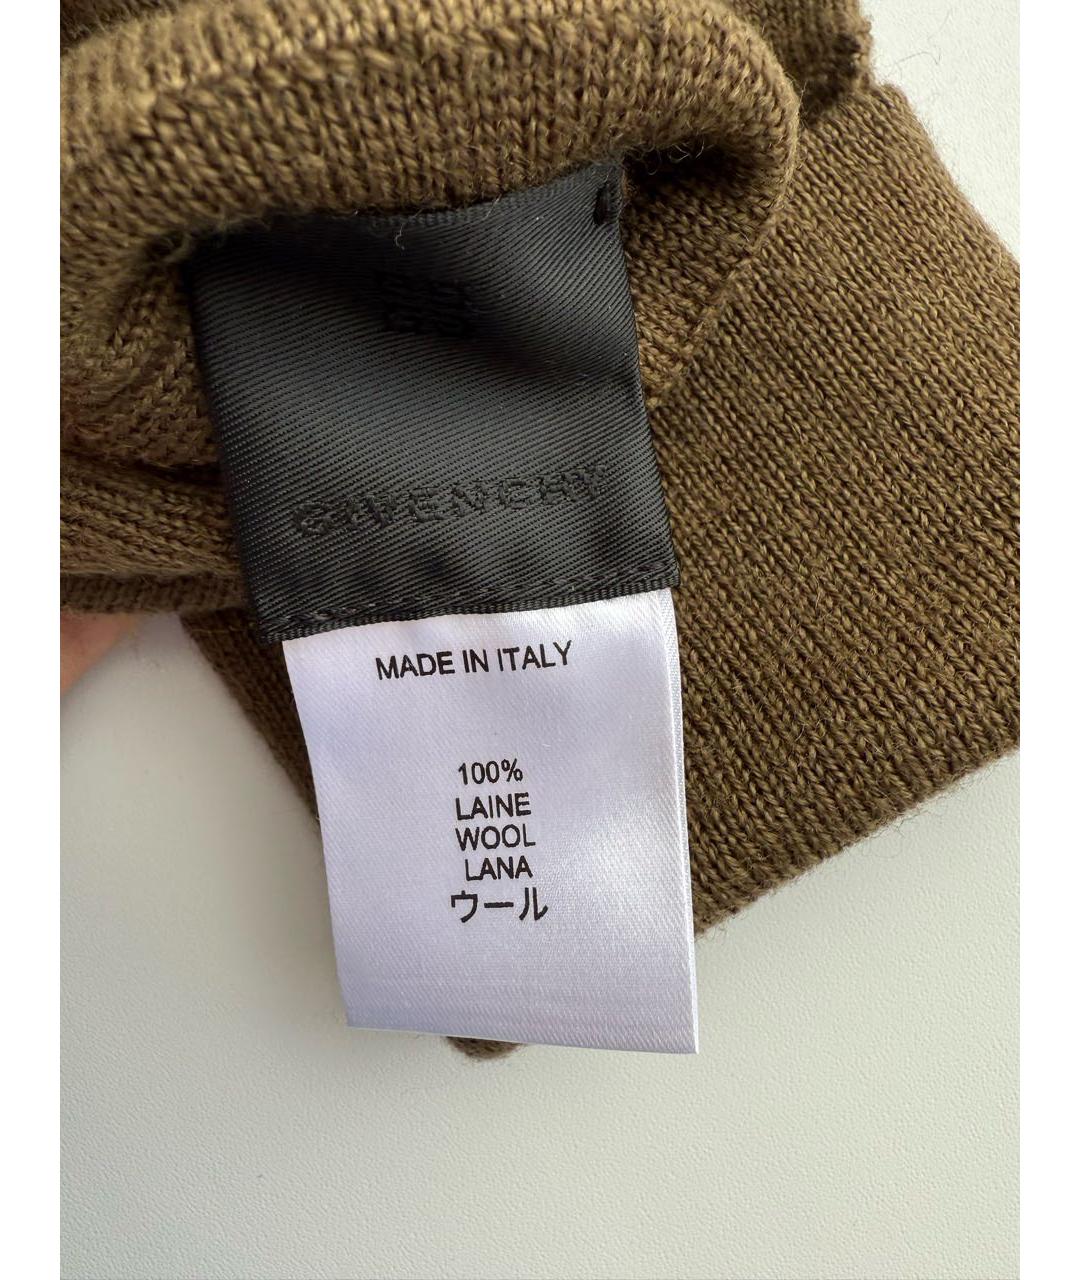 GIVENCHY
MADE IN ITALY
100%
LAINE
WOOL
LANA
ウール